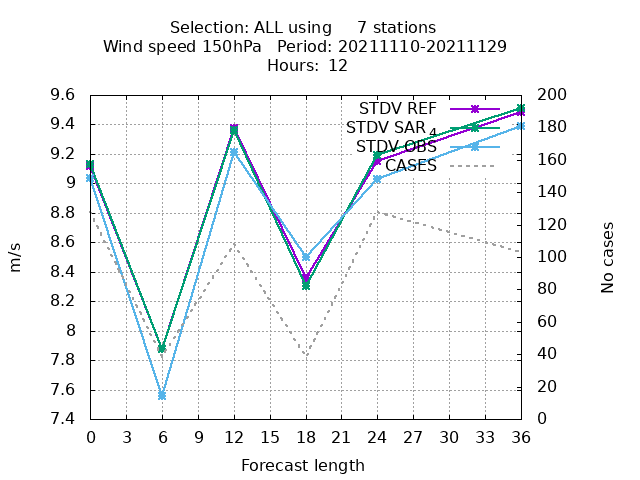 Selection: ALL using     7 stations
Wind speed 150hPa   Period: 20211110-20211129
Hours: 12
9.6
9.4
9.2
9
8.8
8.6
8.4
8.2
8
7.8
7.6
7.4
m/s
STDV REF
STDV SAR 4
STDV OBS
CASES
200
180
160
140
120
100
80
60
40
20
0
No cases
0 3 6 9 12 15 18 21 24 27 30 33 36
Forecast length